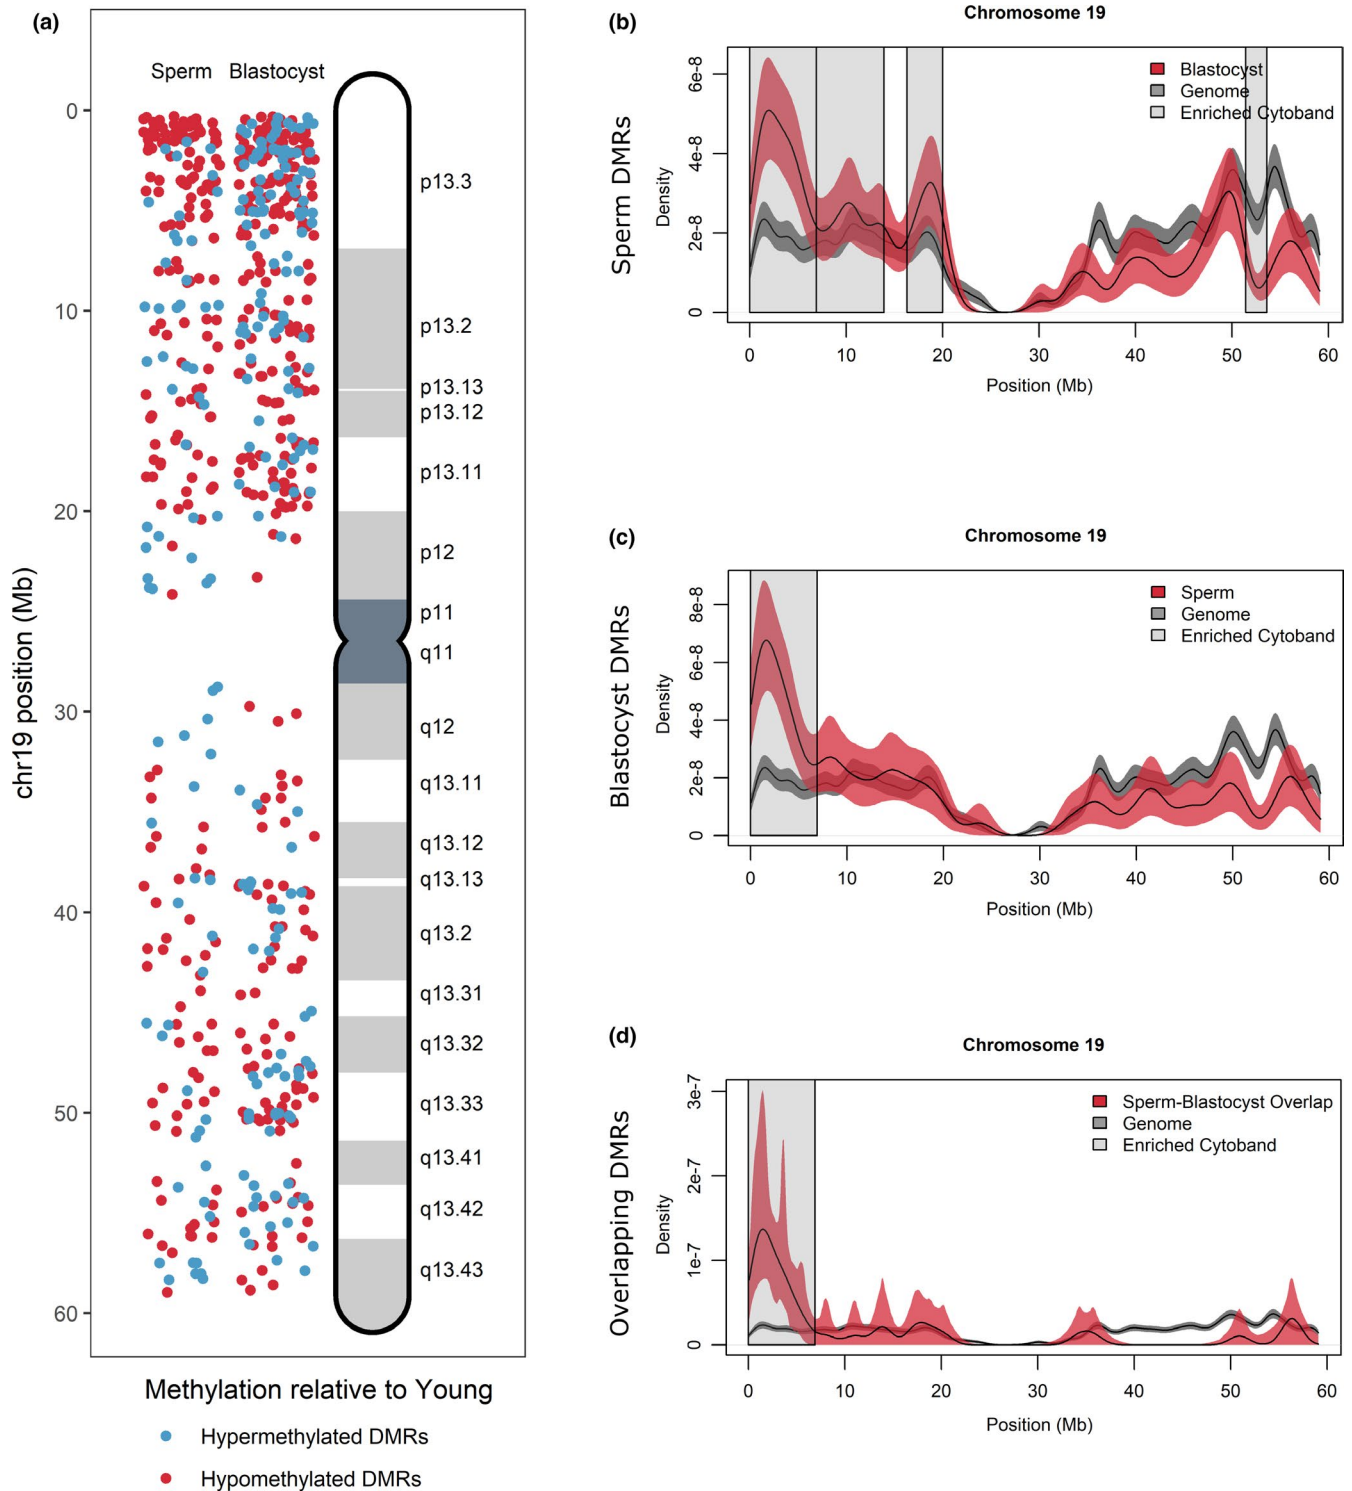 (a)
Sperm Blastocyst
0
10
20
30
40
50
60
chr19 position (Mb)
p13.3
p13.2
p13.13
p13.12
p13.11
p12
p11
q11
q12
q13.11
q13.12
q13.13
q13.2
q13.31
q13.32
q13.33
q13.41
q13.42
q13.43
Methylation relative to Young
Hypermethylated DMRs
Hypomethylated DMRs
(b)
Chromosome 19
Sperm DMRs
Density
0
2e-8
4e-8
6e-8
Blastocyst
Genome
Enriched Cytoband
0 10 20 30 40 50 60
Position (Mb)
(c)
Chromosome 19
Blastocyst DMRs
Density
0
2e-8
4e-8
6e-8
8e-8
Sperm
Genome
Enriched Cytoband
0 10 20 30 40 50 60
Position (Mb)
(d)
Chromosome 19
Overlapping DMRs
Density
0
1e-7
2e-7
3e-7
Sperm-Blastocyst Overlap
Genome
Enriched Cytoband
0 10 20 30 40 50 60
Position (Mb)